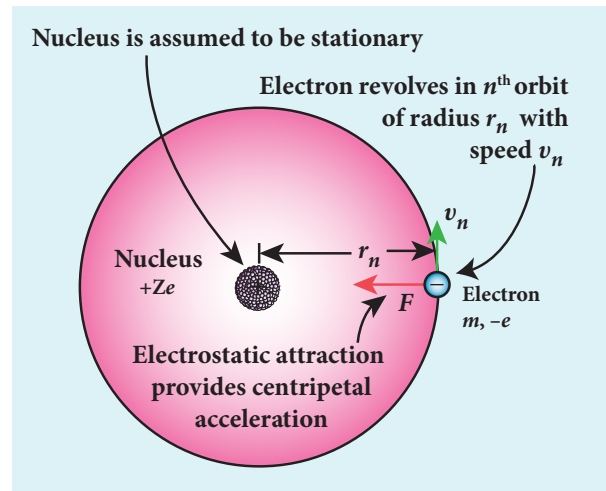 Nucleus is assumed to be stationary
Electron revolves in nᵗʰ orbit
of radius rₙ with
speed vₙ
vₙ
rₙ
Nucleus
+Ze
+
−
F
Electron
m, –e
Electrostatic attraction
provides centripetal
acceleration